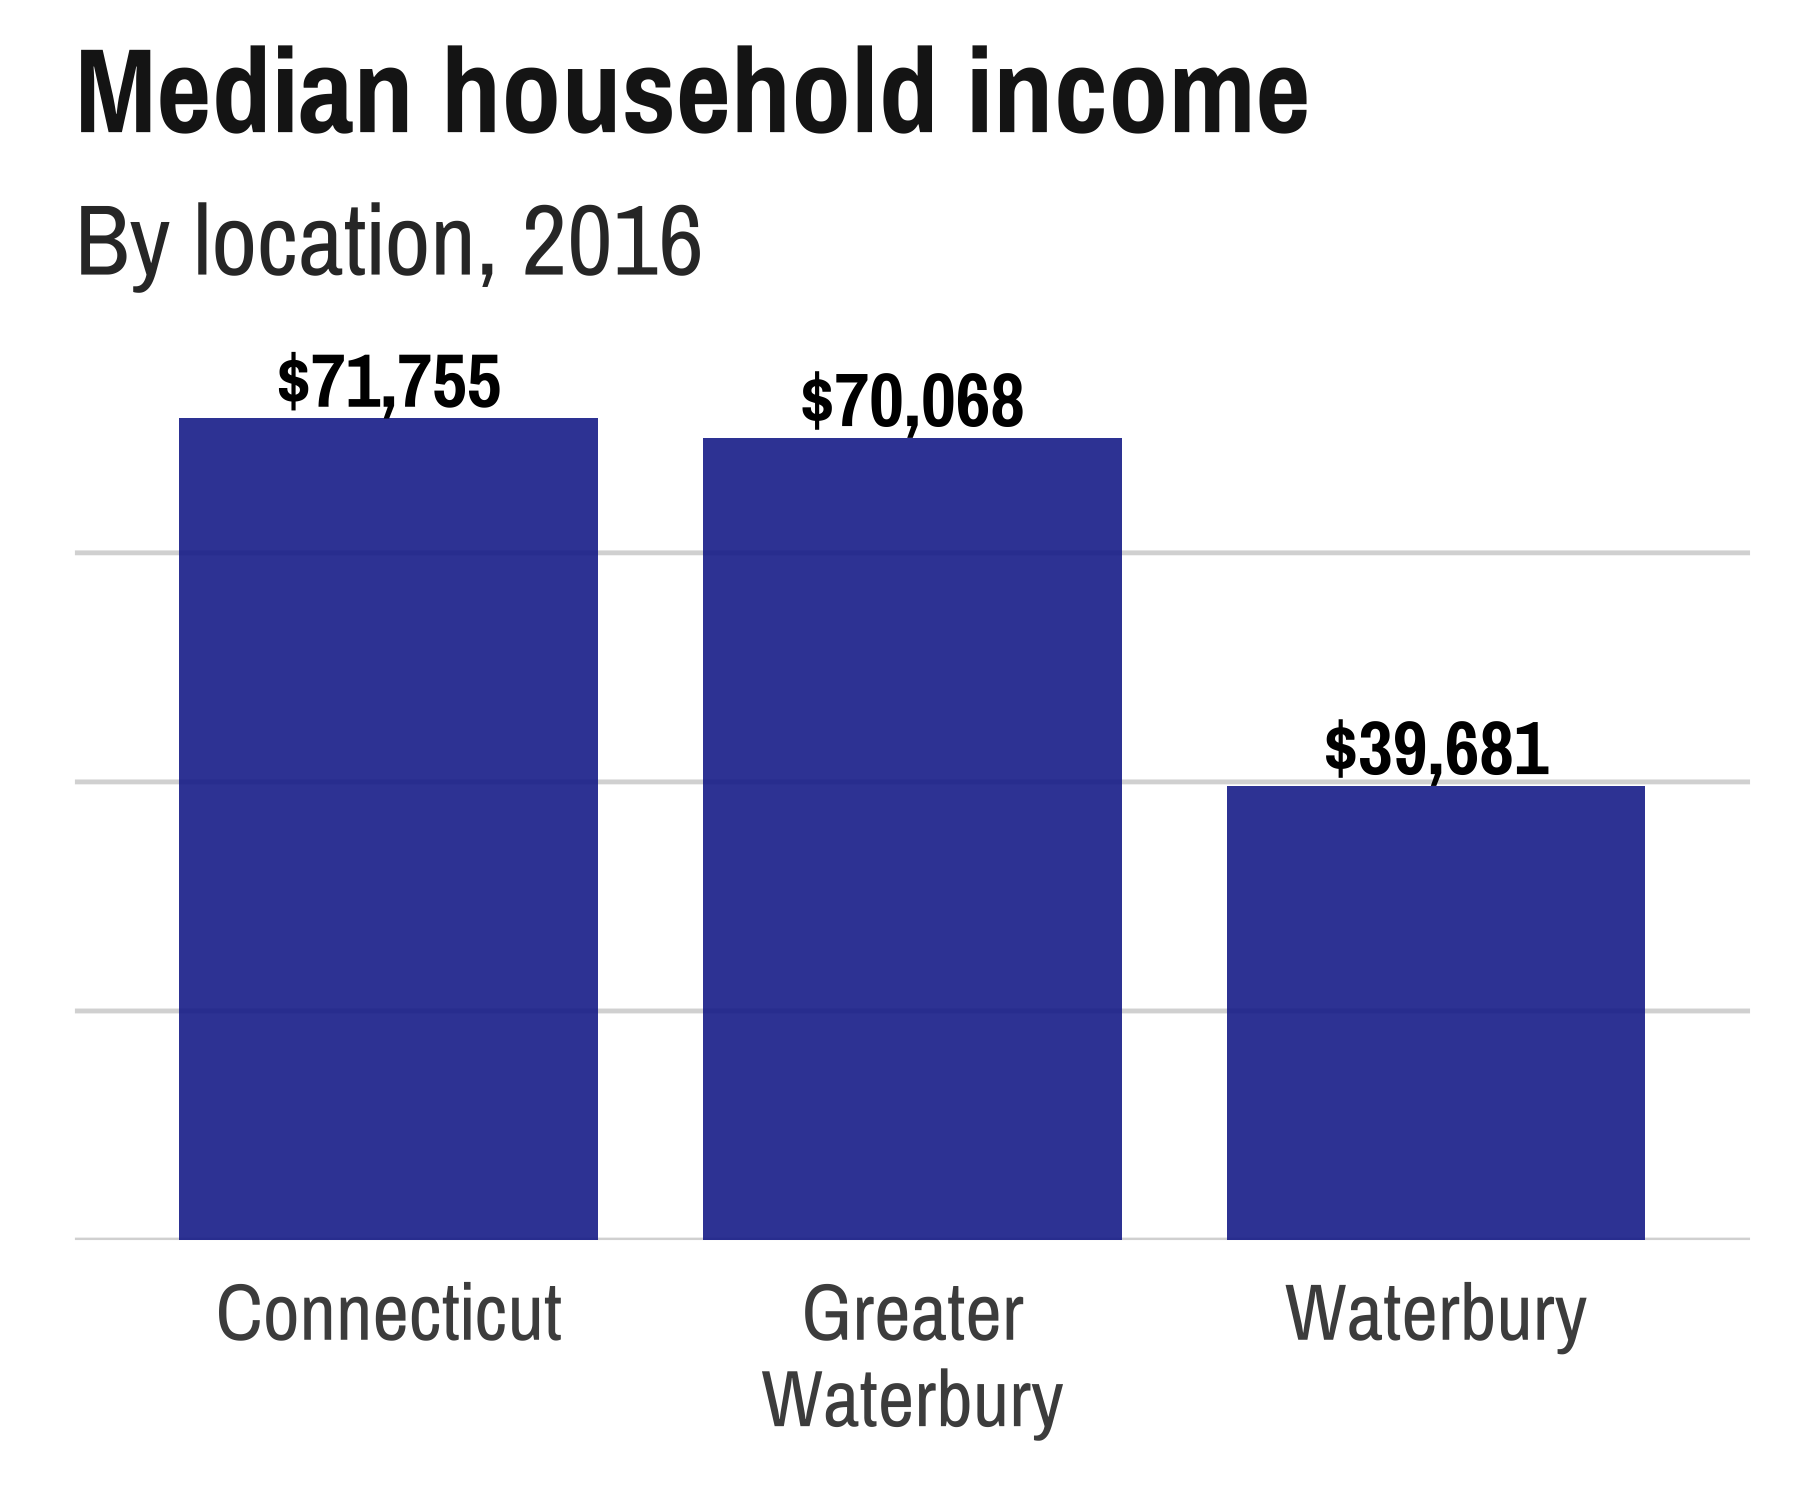 Median household income
By location, 2016
$71,755
$70,068
$39,681
Connecticut
Greater
Waterbury
Waterbury